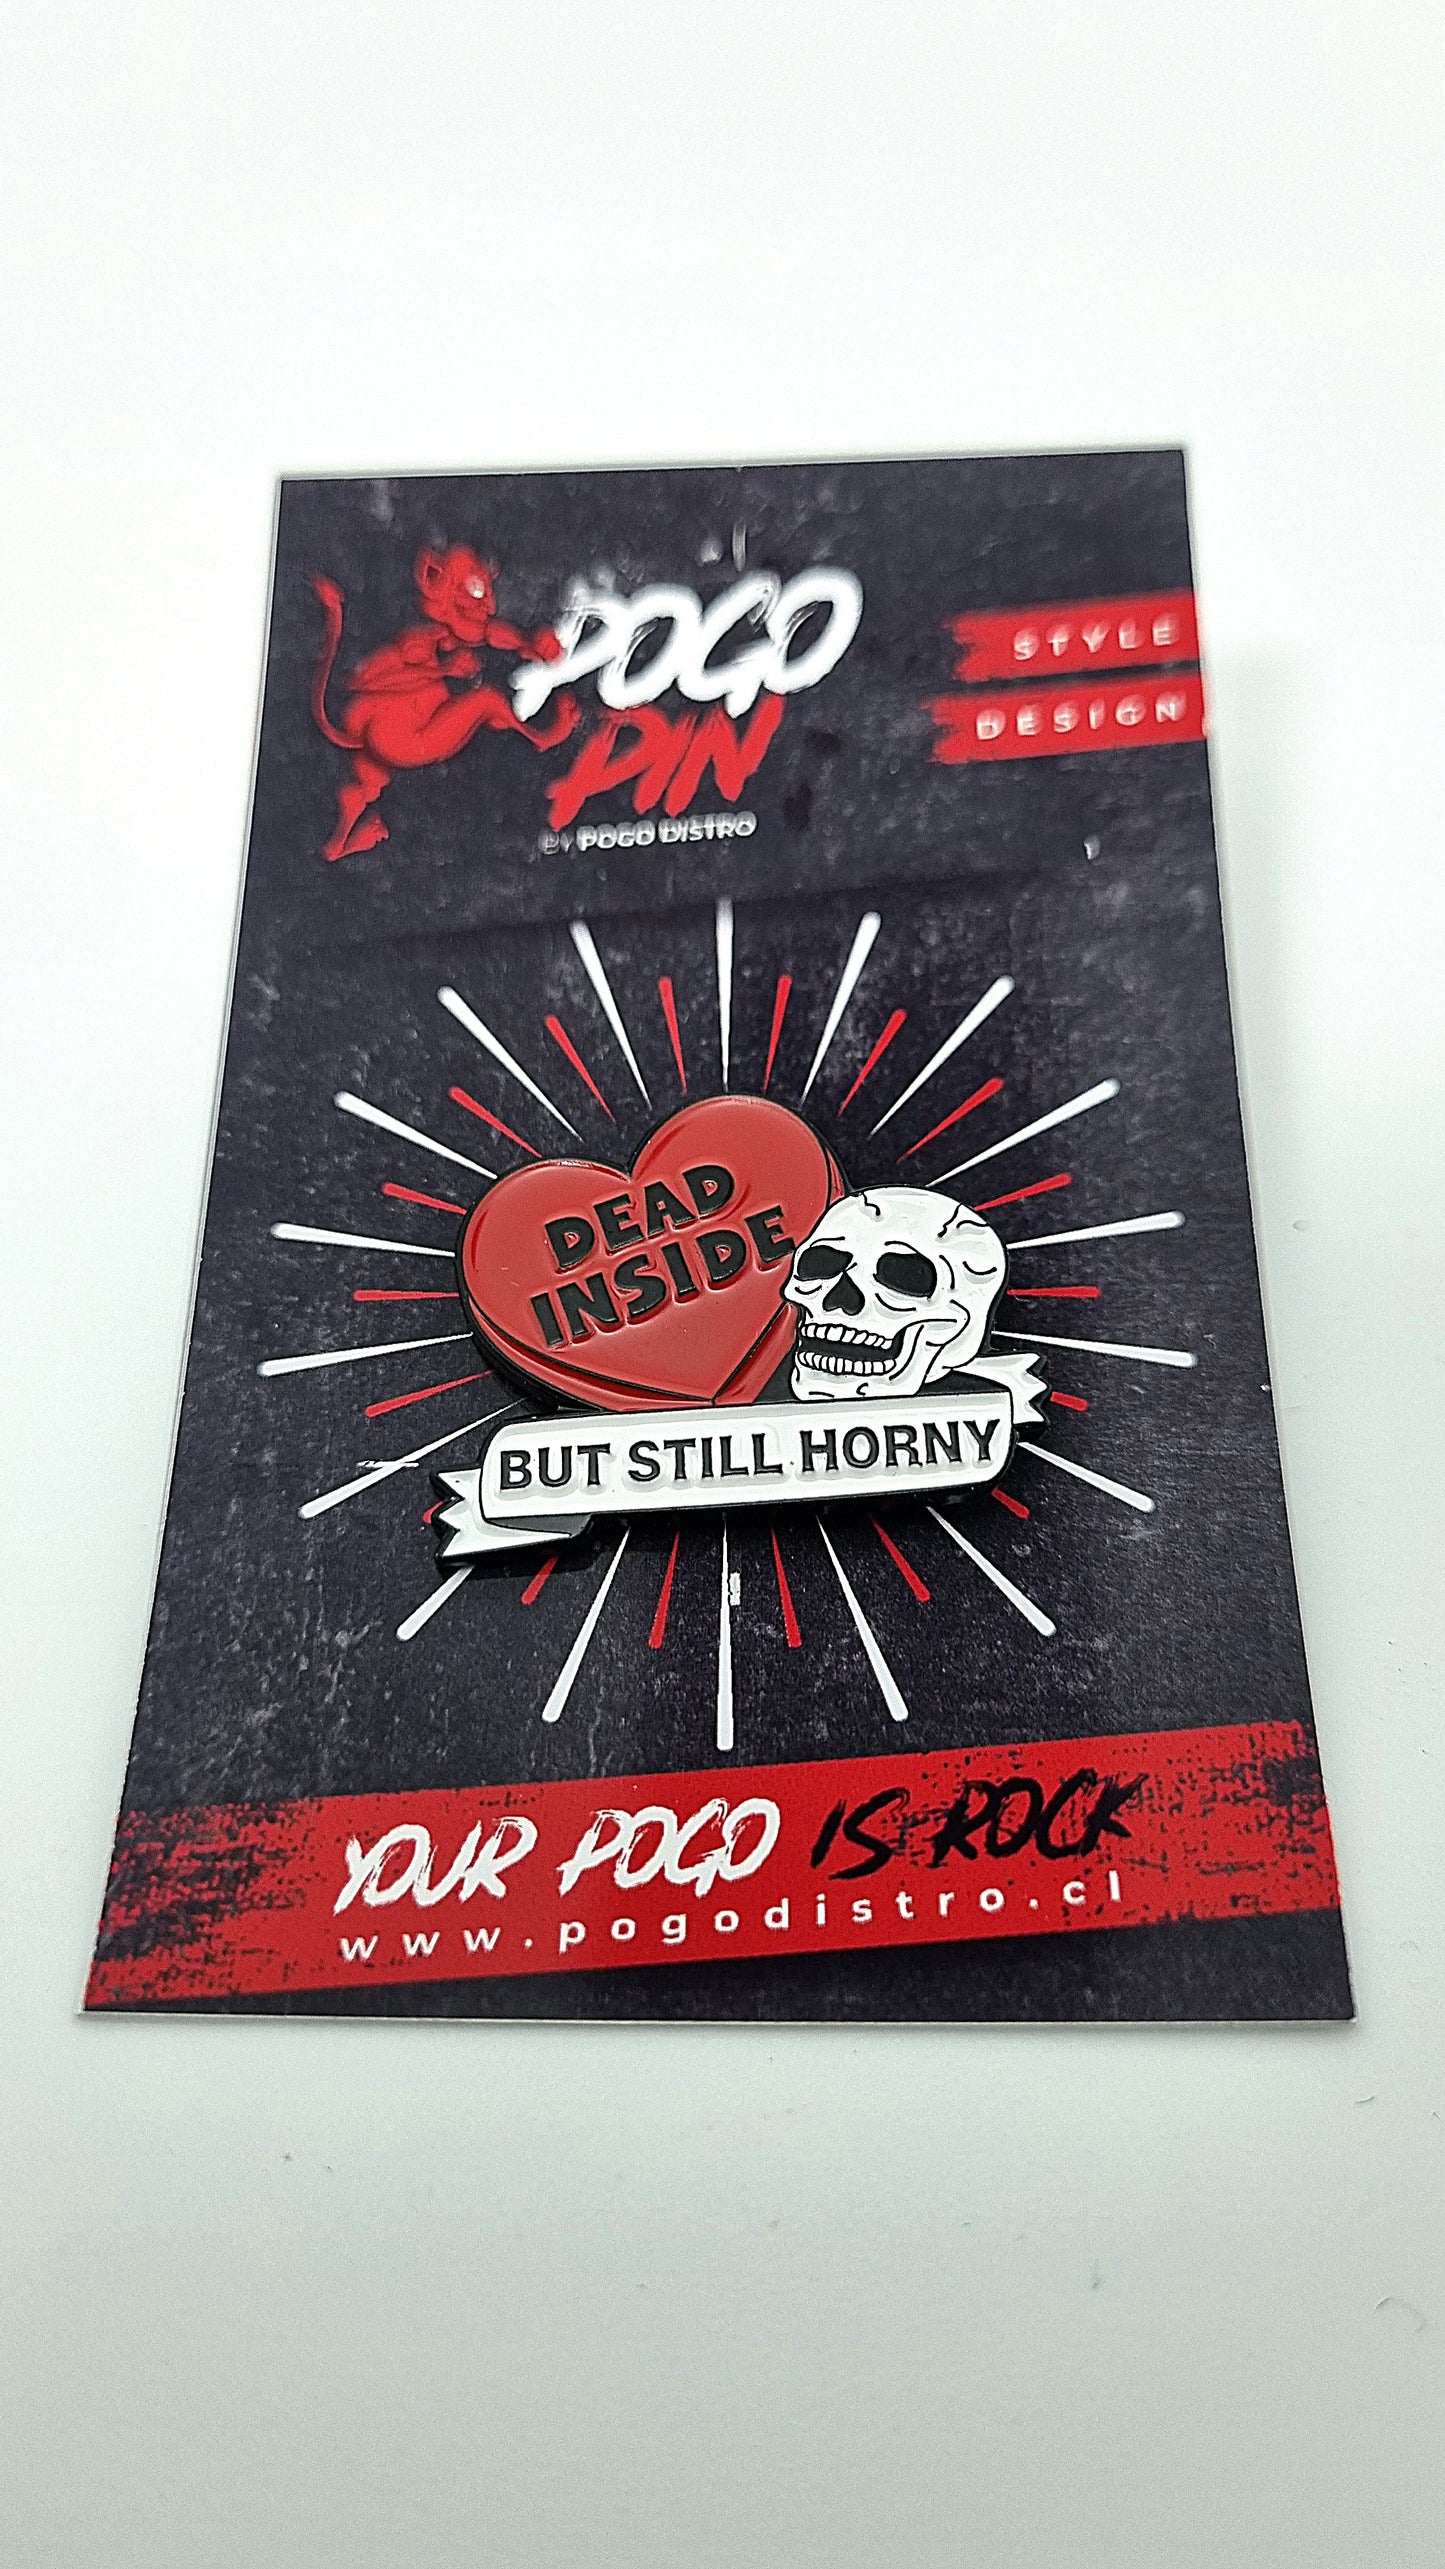 POGO
PIN
BY POGO DISTRO
STYLE
DESIGN
DEAD
INSIDE
BUT STILL HORNY
YOUR POGO IS ROCK
www.pogodistro.cl